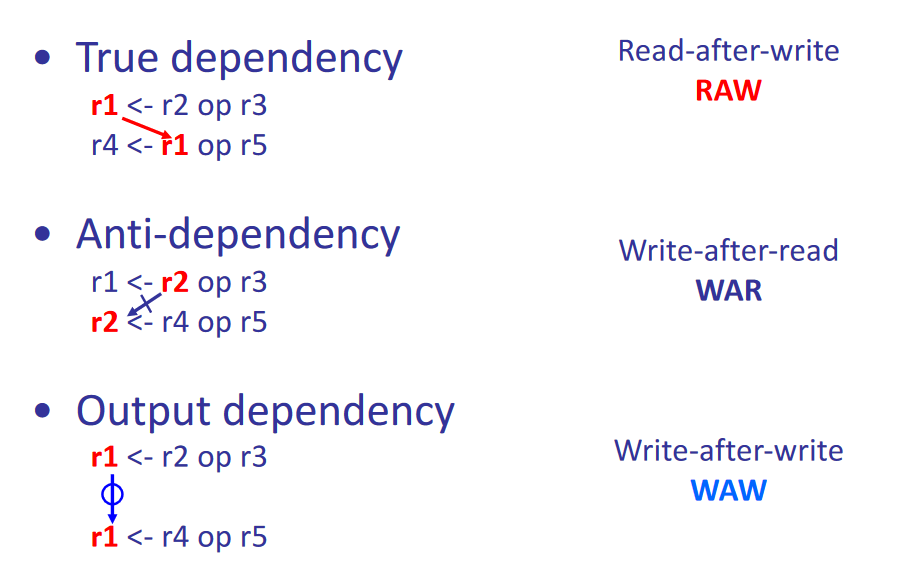 • True dependency
r1 <- r2 op r3
r4 <- r1 op r5
Read-after-write
RAW
• Anti-dependency
r1 <- r2 op r3
r2 <- r4 op r5
Write-after-read
WAR
• Output dependency
r1 <- r2 op r3
r1 <- r4 op r5
Write-after-write
WAW